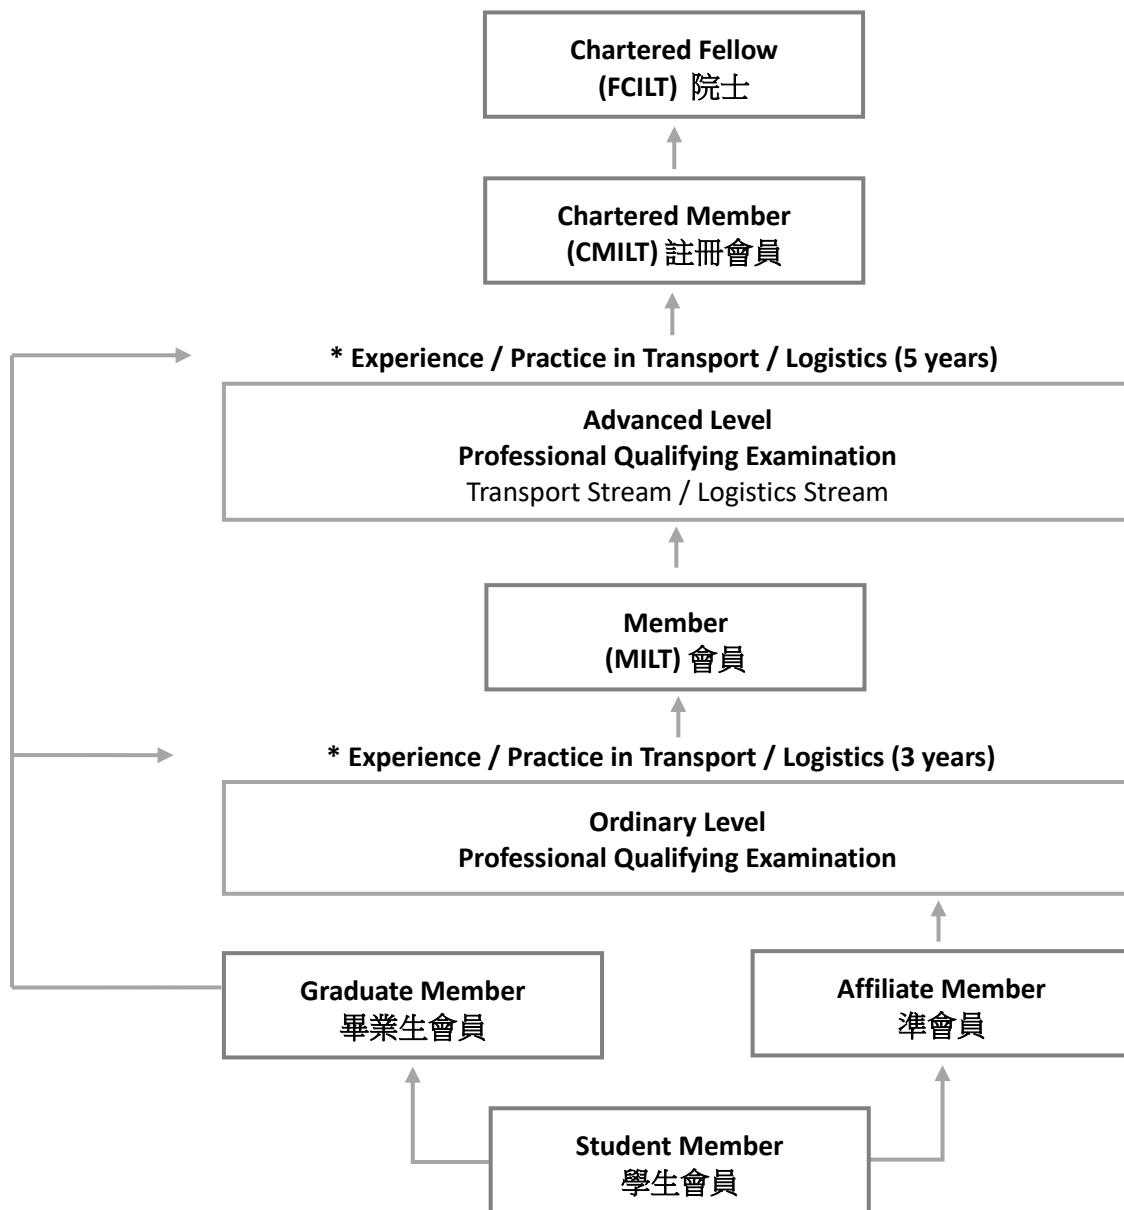 Chartered Fellow
(FCILT) 院士
Chartered Member
(CMILT) 註冊會員
* Experience / Practice in Transport / Logistics (5 years)
Advanced Level
Professional Qualifying Examination
Transport Stream / Logistics Stream
Member
(MILT) 會員
* Experience / Practice in Transport / Logistics (3 years)
Ordinary Level
Professional Qualifying Examination
Graduate Member
畢業生會員
Affiliate Member
準會員
Student Member
學生會員